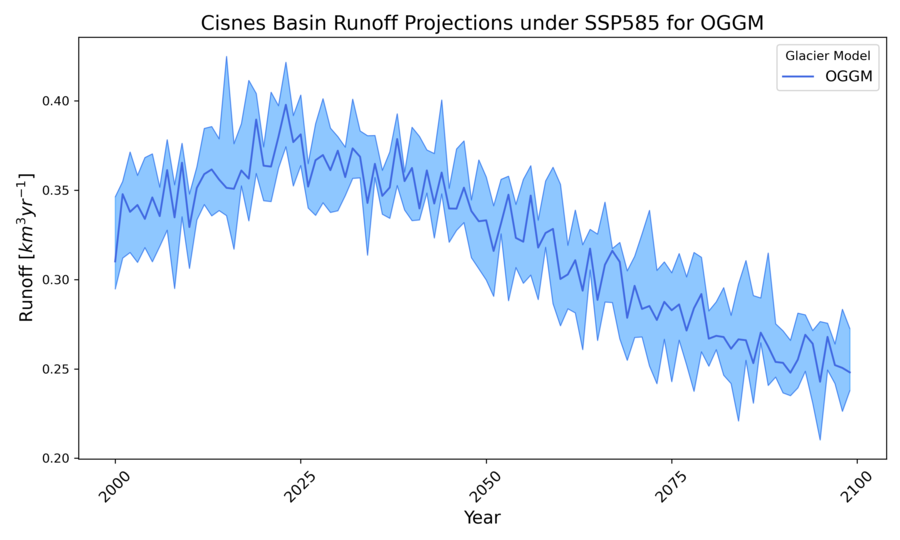 Cisnes Basin Runoff Projections under SSP585 for OGGM
Glacier Model
OGGM
0.40
0.35
0.30
0.25
0.20
Runoff [km³yr⁻¹]
2000
2025
2050
2075
2100
Year